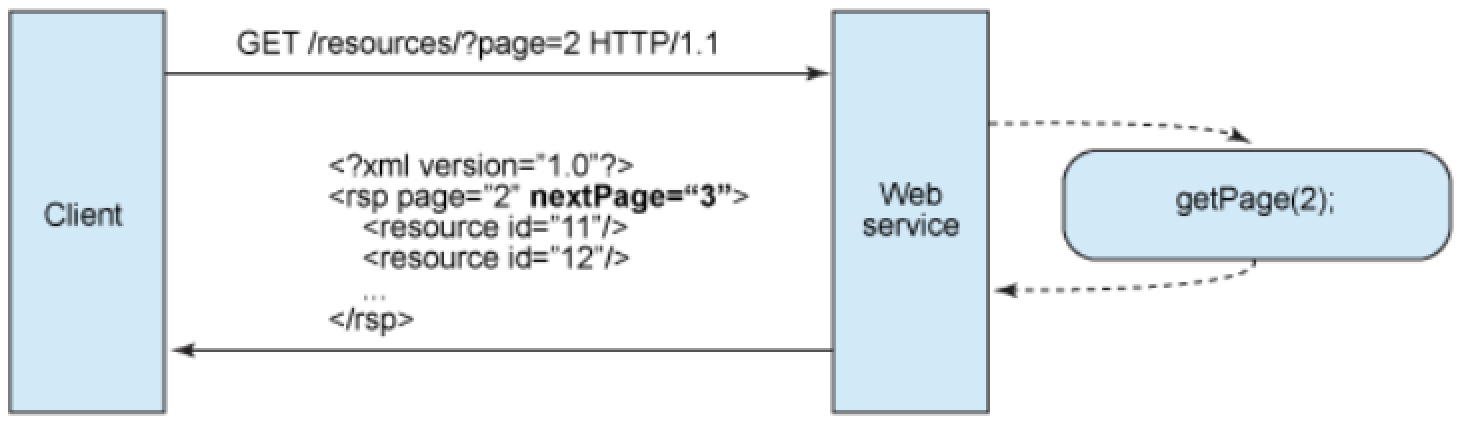 GET /resources/?page=2 HTTP/1.1
<?xml version=”1.0”?>
<rsp page=”2” nextPage=“3”>
<resource id=”11”/>
<resource id=”12”/>
...
</rsp>
Client
Web
service
getPage(2);